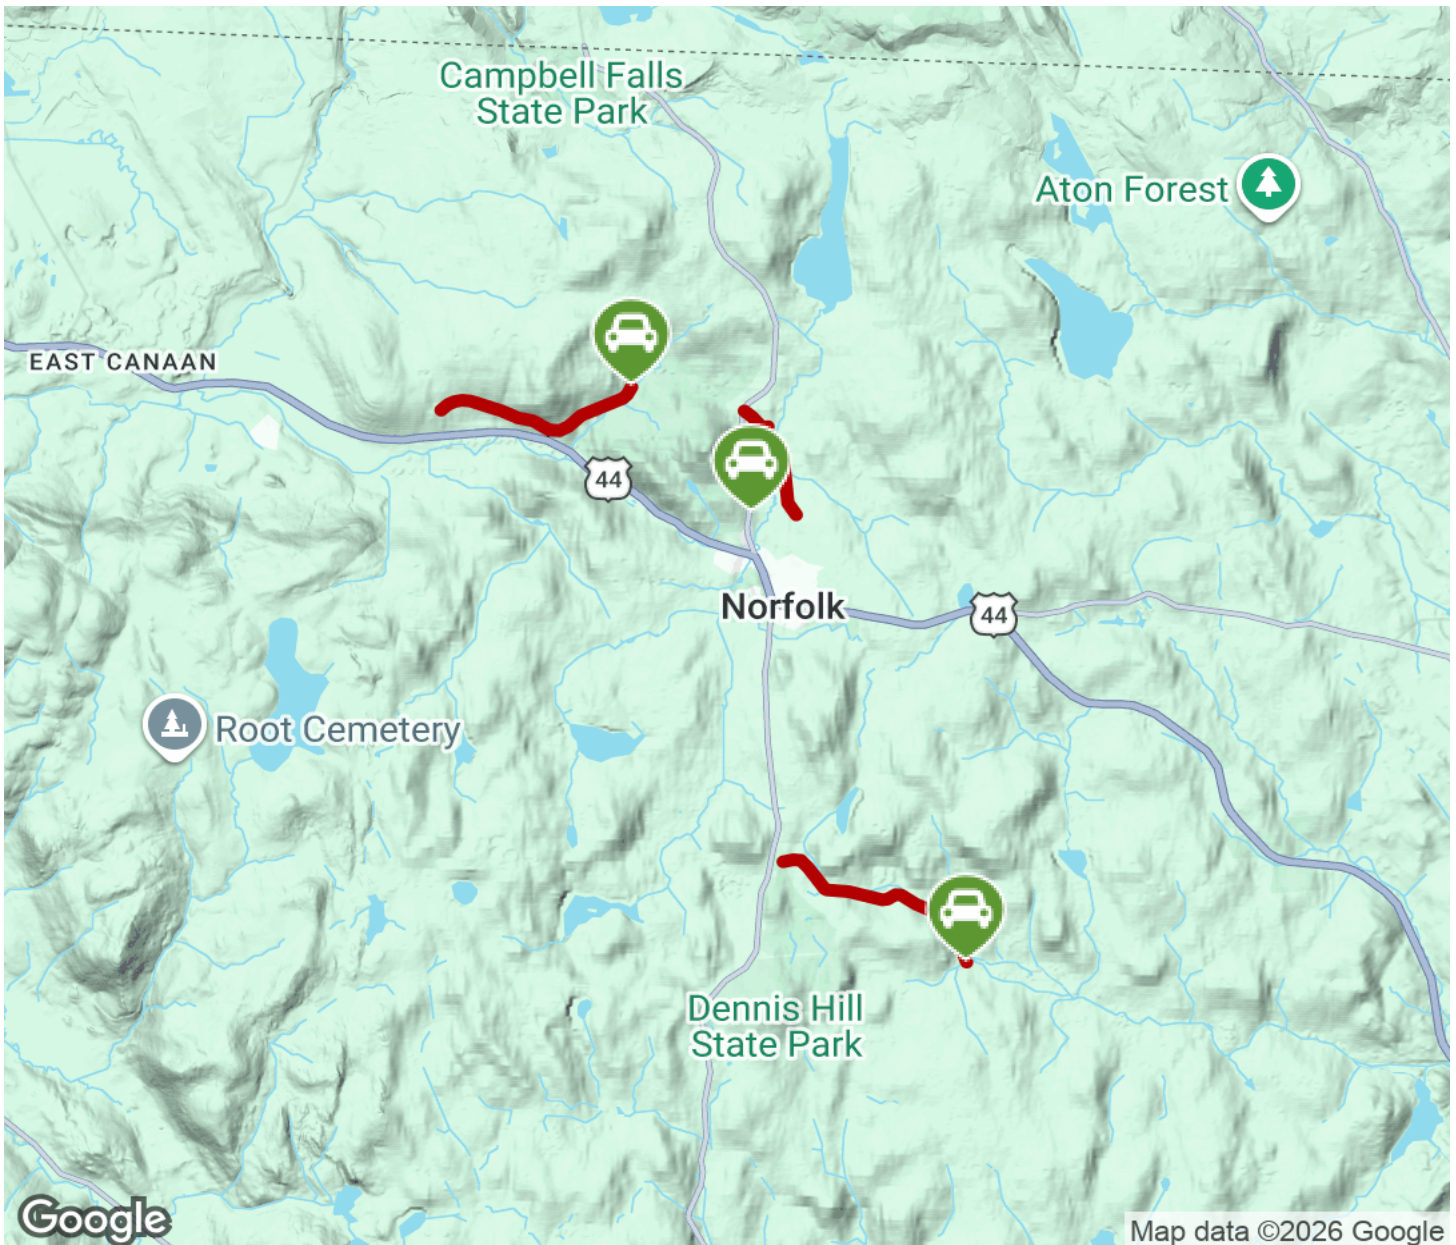 Campbell Falls
State Park
Aton Forest
EAST CANAAN
44
Norfolk
44
Root Cemetery
Dennis Hill
State Park
Google
Map data ©2026 Google